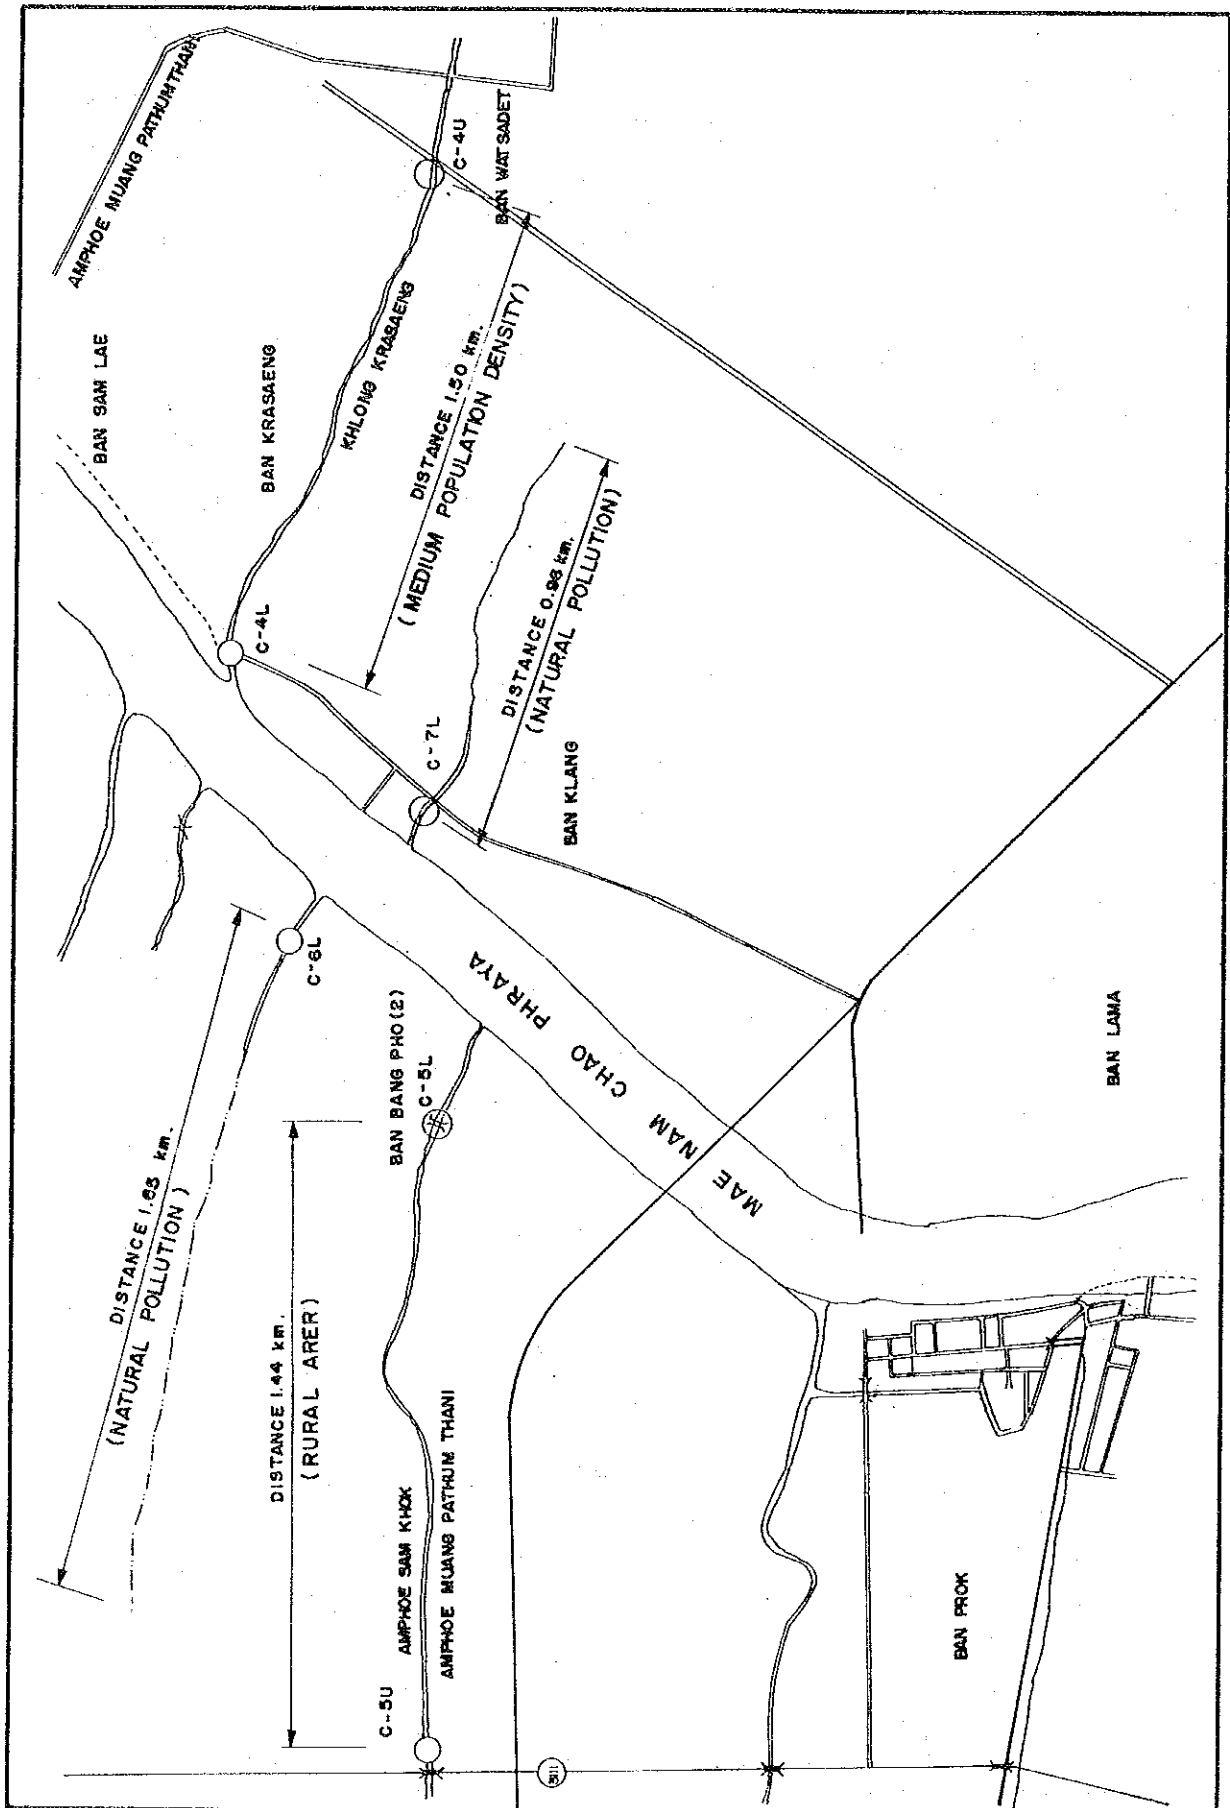 AMPHOE MUANG PATHUMTHANI
BAN SAM LAE
BAN KRASAENG
KHLONG KRASAENG
C-4U
BAN WAT SADET
DISTANCE 1.50 km.
(MEDIUM POPULATION DENSITY)
C-4L
DISTANCE 0.96 km.
(NATURAL POLLUTION)
C-7L
BAN KLANG
C-6L
DISTANCE 1.65 km.
(NATURAL POLLUTION)
BAN BANG PHO (2)
C-5L
MAE NAM CHAO PHRAYA
BAN LAMA
DISTANCE 1.44 km.
(RURAL ARER)
AMPHOE SAM KHOK
AMPHOE MUANG PATHUM THANI
C-5U
BAN PROK